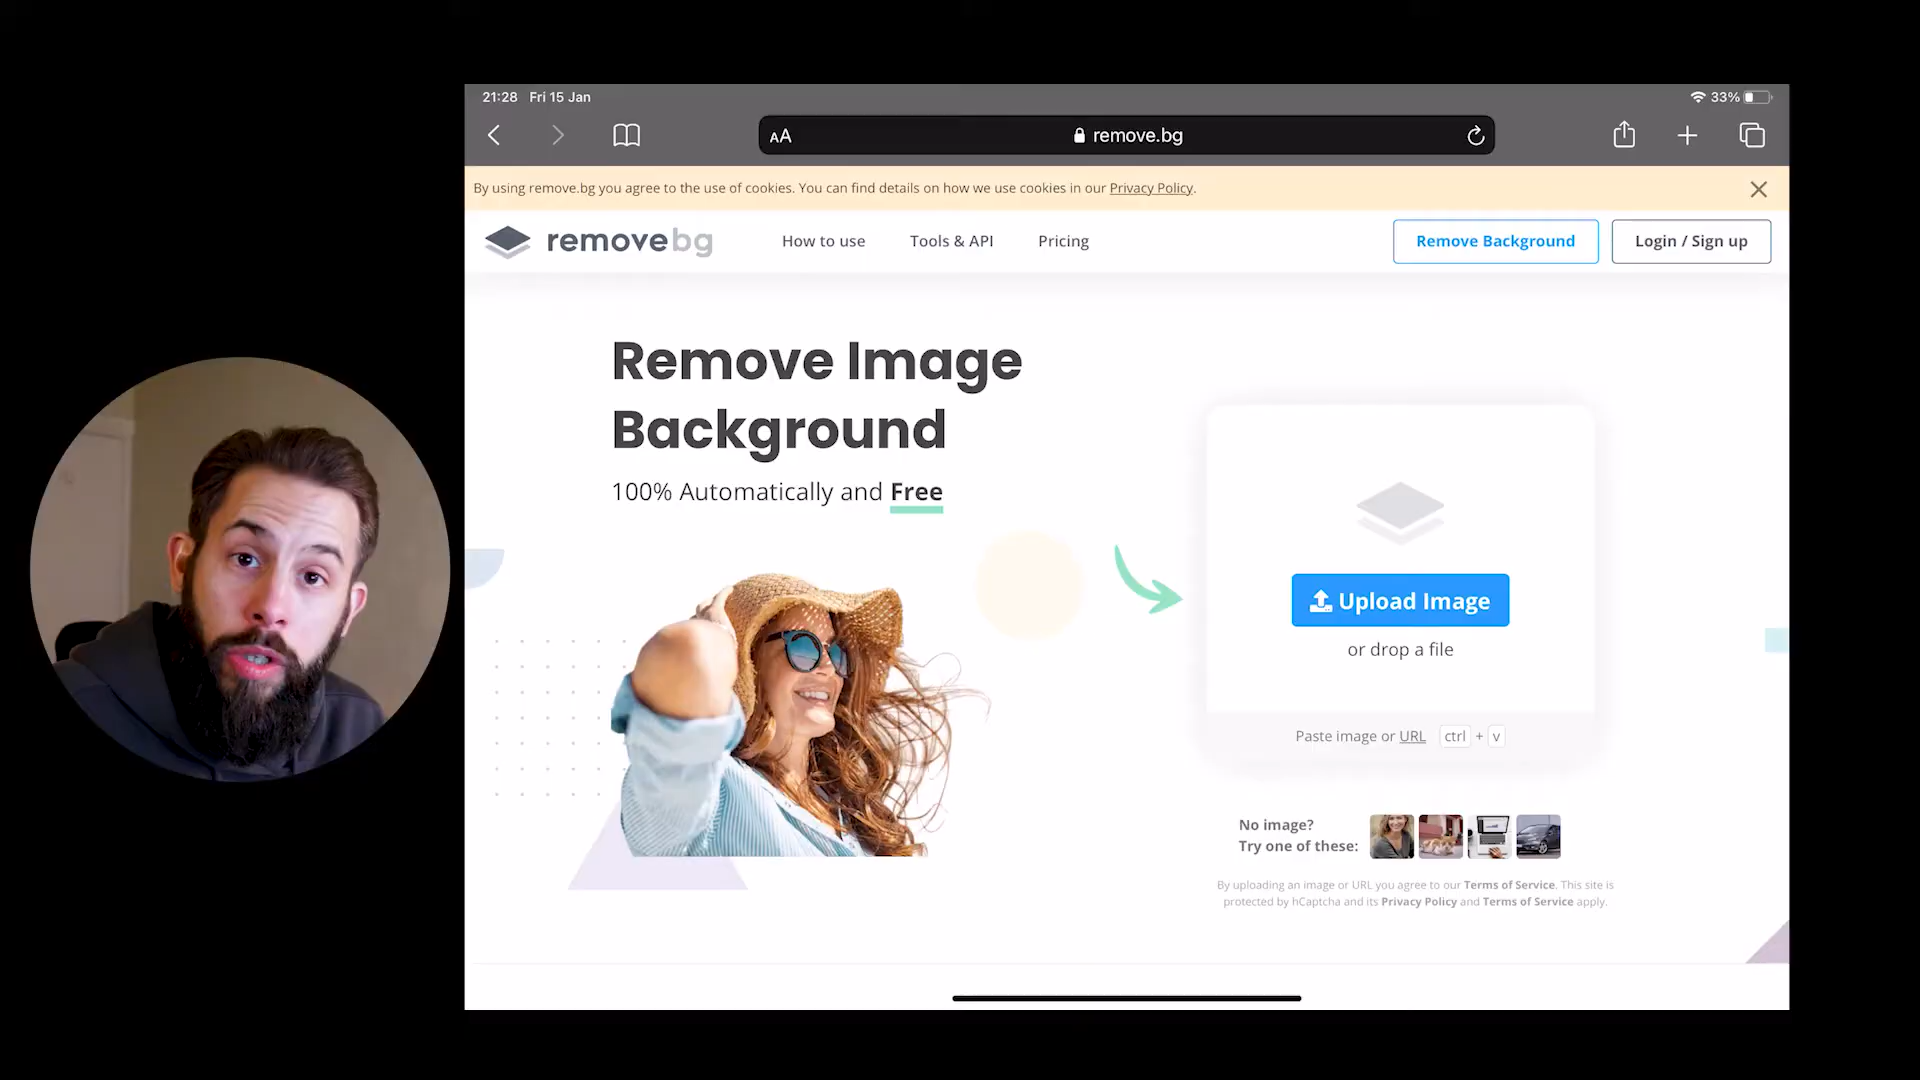 21:28 Fri 15 Jan
33%
AA
remove.bg
By using remove.bg you agree to the use of cookies. You can find details on how we use cookies in our Privacy Policy.
removebg
How to use
Tools & API
Pricing
Remove Background
Login / Sign up
Remove Image
Background
100% Automatically and Free
Upload Image
or drop a file
Paste image or URL ctrl + v
No image?
Try one of these:
By uploading an image or URL you agree to our Terms of Service. This site is
protected by hCaptcha and its Privacy Policy and Terms of Service apply.